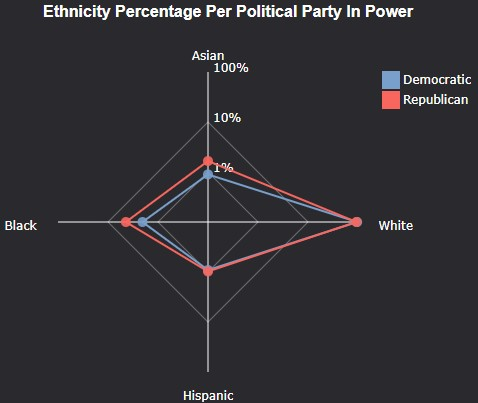 Ethnicity Percentage Per Political Party In Power
Asian
100%
Democratic
Republican
10%
1%
Black
White
Hispanic